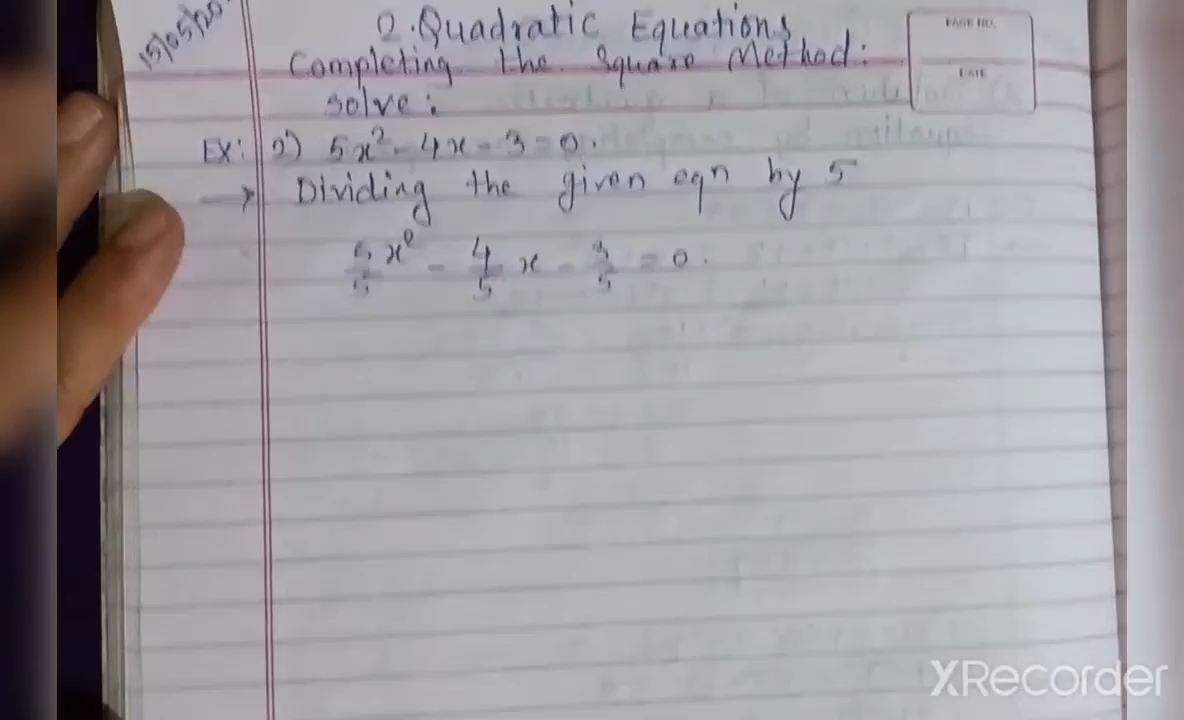 15/05/20
2. Quadratic Equations
PAGE NO.
Completing the Square Method:
DATE
solve:
Ex: 2) 5x² - 4x - 3 = 0.
→ Dividing the given eqn by 5
5/5 x² - 4/5 x - 3/5 = 0.
XRecorder